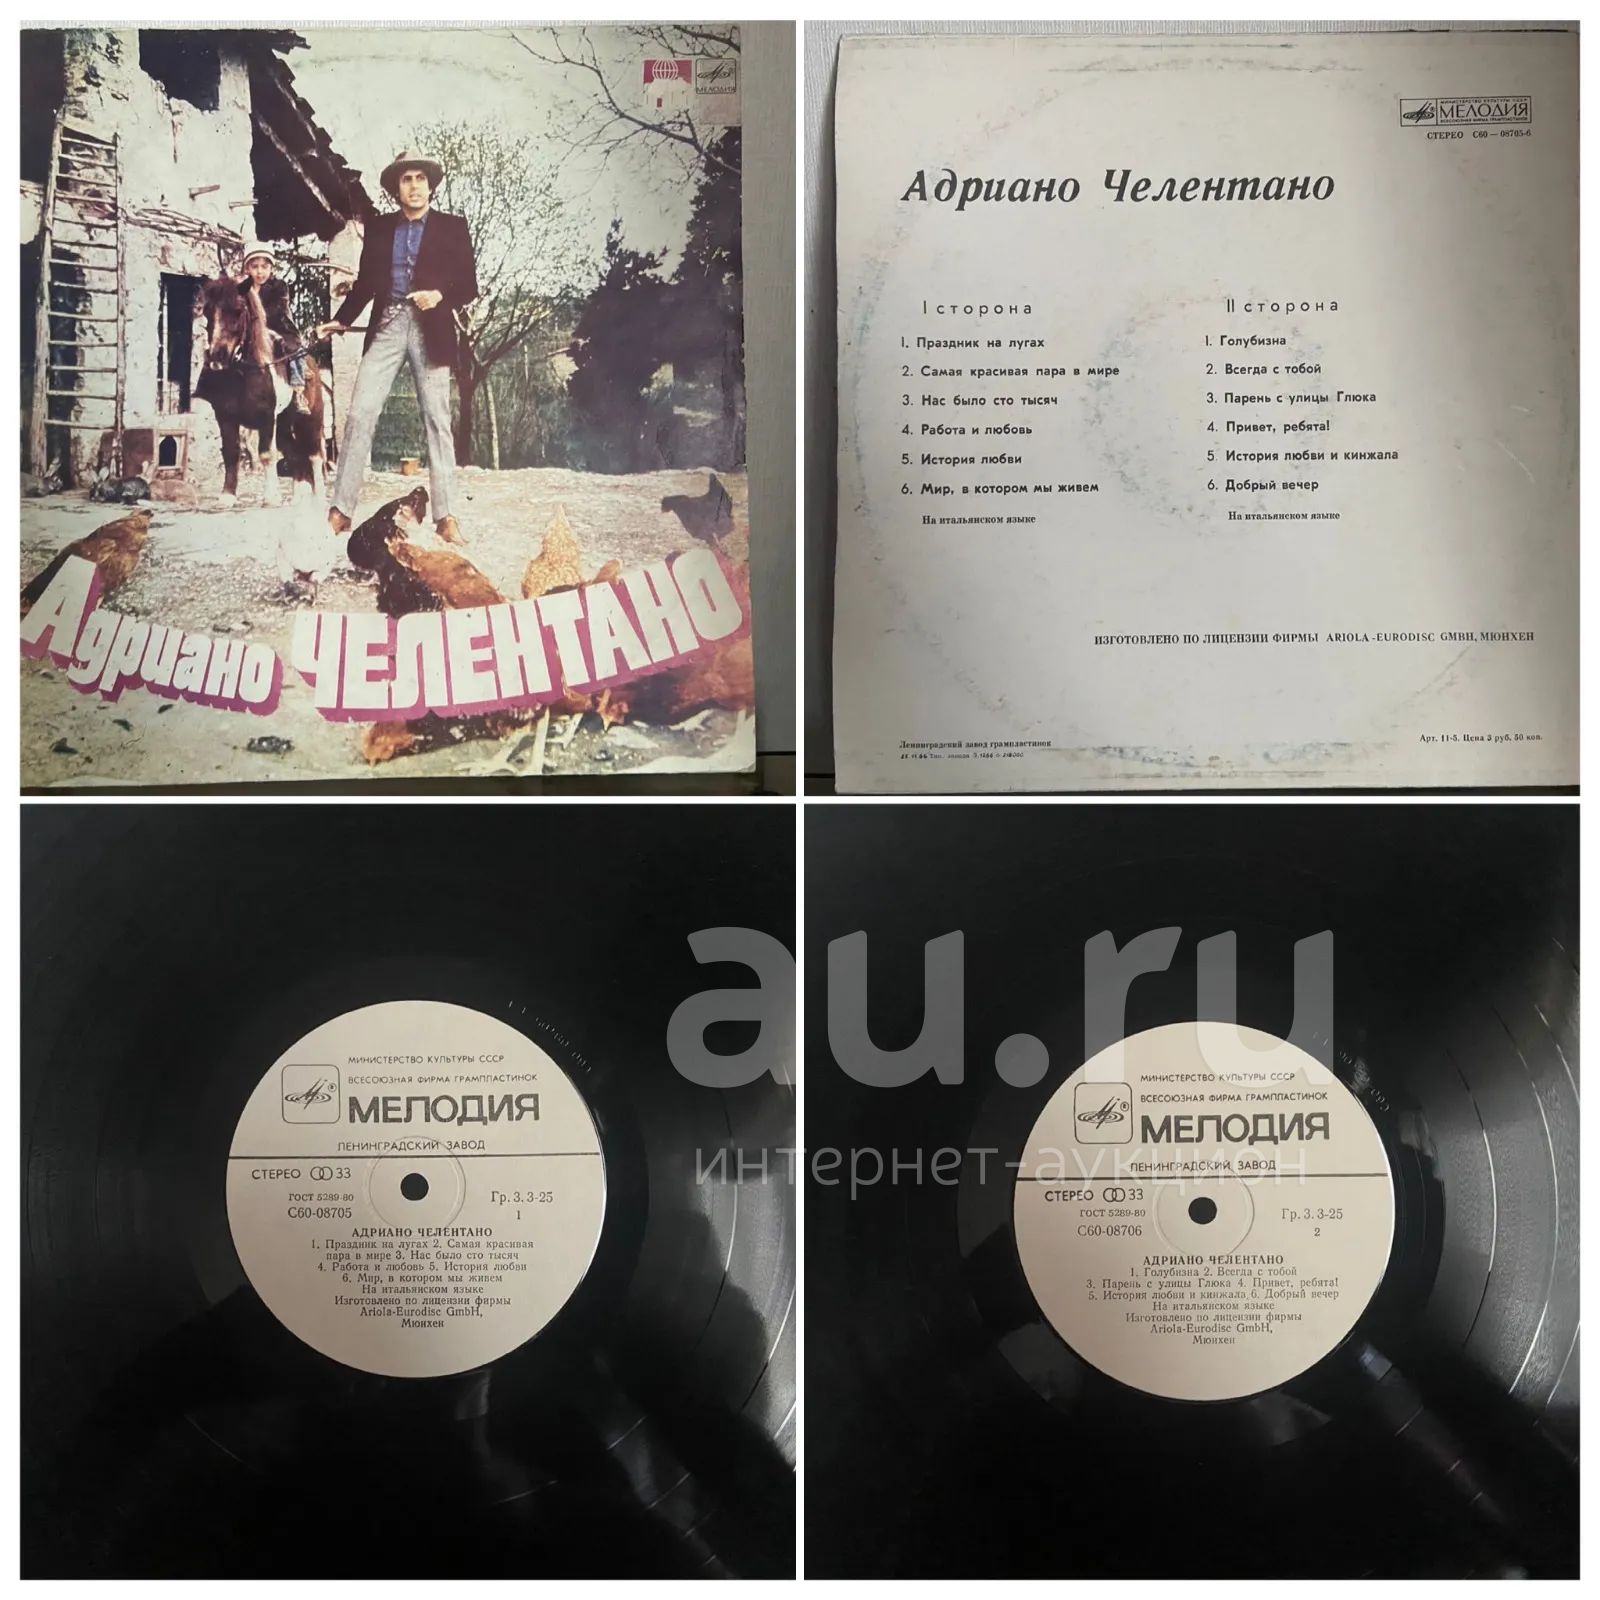 МЕЛОДИЯ
Адриано ЧЕЛЕНТАНО
МИНИСТЕРСТВО КУЛЬТУРЫ СССР
МЕЛОДИЯ
ВСЕСОЮЗНАЯ ФИРМА ГРАМПЛАСТИНОК
СТЕРЕО С60—08705-6
Адриано Челентано
I сторона
1. Праздник на лугах
2. Самая красивая пара в мире
3. Нас было сто тысяч
4. Работа и любовь
5. История любви
6. Мир, в котором мы живем
На итальянском языке
II сторона
1. Голубизна
2. Всегда с тобой
3. Парень с улицы Глюка
4. Привет, ребята!
5. История любви и кинжала
6. Добрый вечер
На итальянском языке
ИЗГОТОВЛЕНО ПО ЛИЦЕНЗИИ ФИРМЫ ARIOLA-EURODISC GMBH, МЮНХЕН
Ленинградский завод грампластинок
Арт. 11-5. Цена 3 руб. 50 коп.
МИНИСТЕРСТВО КУЛЬТУРЫ СССР
ВСЕСОЮЗНАЯ ФИРМА ГРАМПЛАСТИНОК
МЕЛОДИЯ
ЛЕНИНГРАДСКИЙ ЗАВОД
СТЕРЕО 33
ГОСТ 5289-80
С60-08705
Гр. 3. 3-25
1
АДРИАНО ЧЕЛЕНТАНО
1. Праздник на лугах 2. Самая красивая
пара в мире 3. Нас было сто тысяч
4. Работа и любовь 5. История любви
6. Мир, в котором мы живем
На итальянском языке
Изготовлено по лицензии фирмы
Ariola-Eurodisc GmbH,
Мюнхен
МИНИСТЕРСТВО КУЛЬТУРЫ СССР
ВСЕСОЮЗНАЯ ФИРМА ГРАМПЛАСТИНОК
МЕЛОДИЯ
ЛЕНИНГРАДСКИЙ ЗАВОД
СТЕРЕО 33
ГОСТ 5289-80
С60-08706
Гр. 3. 3-25
2
АДРИАНО ЧЕЛЕНТАНО
1. Голубизна 2. Всегда с тобой
3. Парень с улицы Глюка 4. Привет, ребята!
5. История любви и кинжала 6. Добрый вечер
На итальянском языке
Изготовлено по лицензии фирмы
Ariola-Eurodisc GmbH,
Мюнхен
au.ru
интернет-аукцион